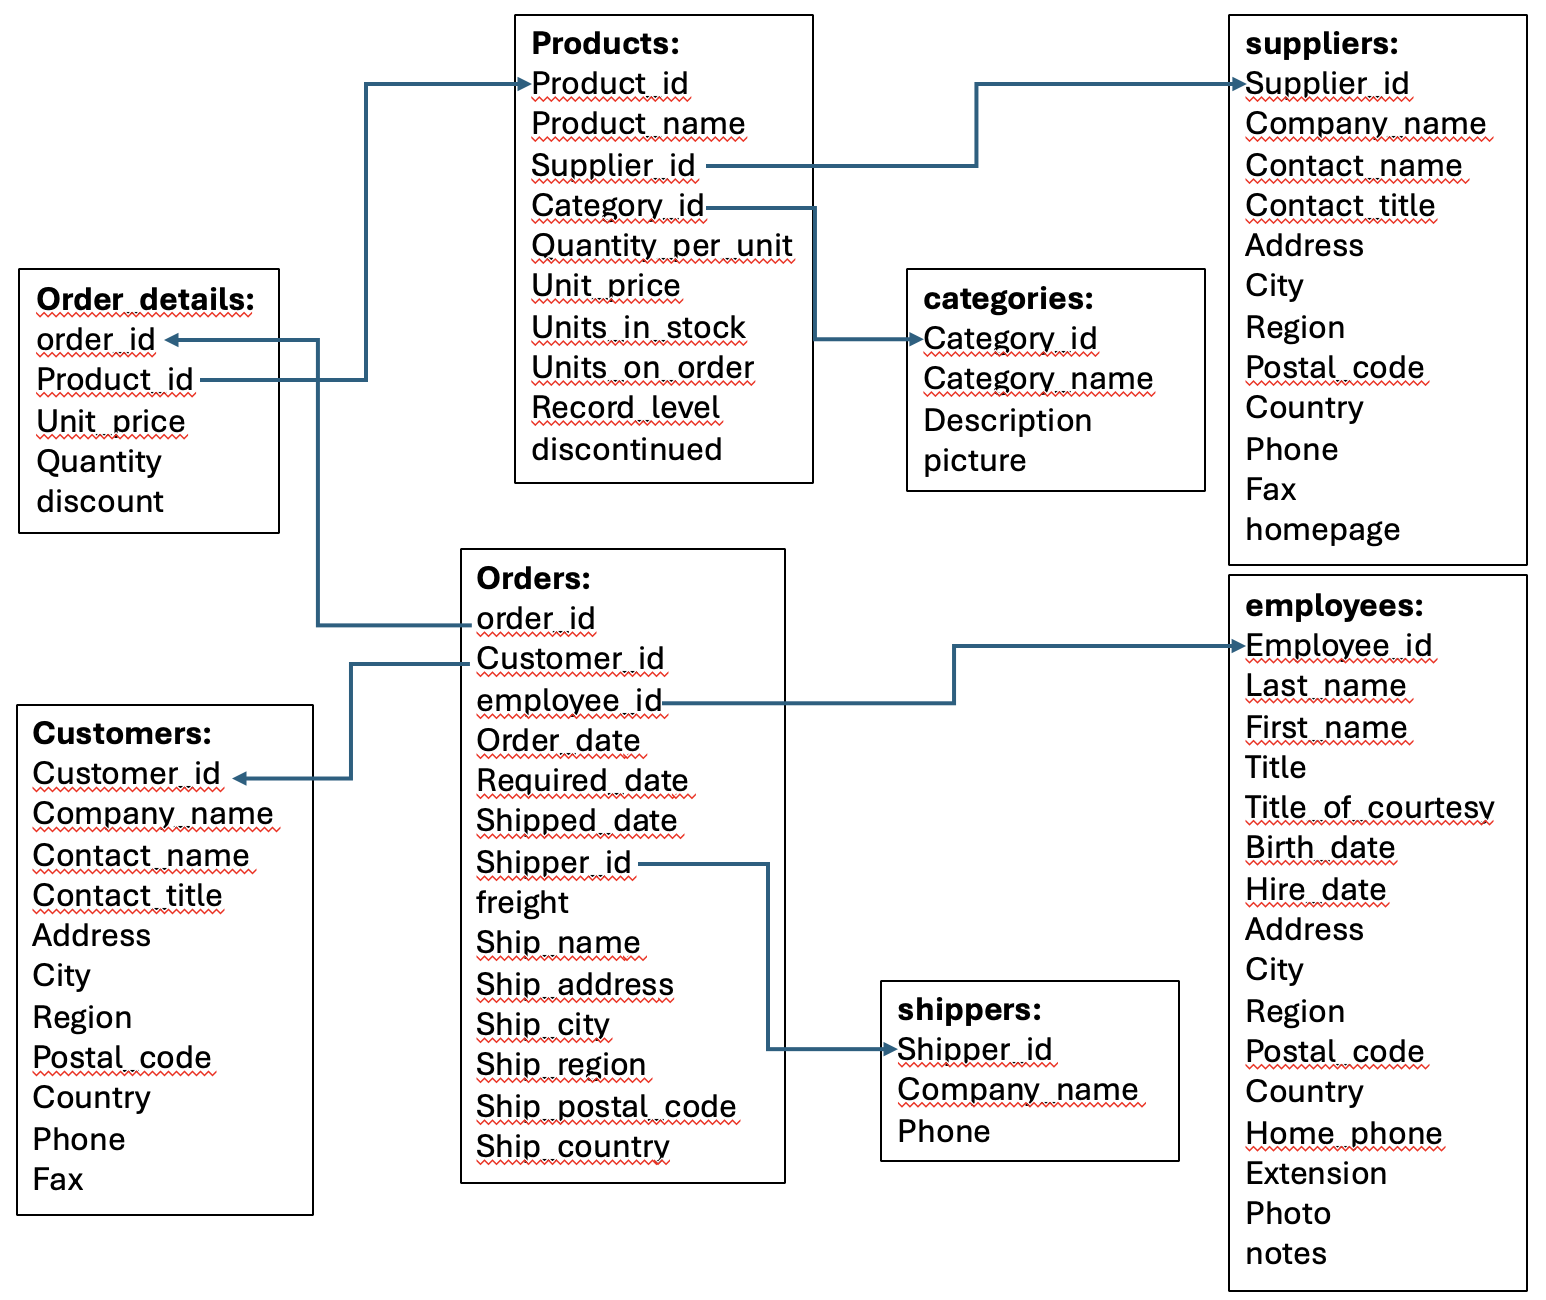 Products:
Product_id
Product_name
Supplier_id
Category_id
Quantity_per_unit
Unit_price
Units_in_stock
Units_on_order
Record_level
discontinued
suppliers:
Supplier_id
Company_name
Contact_name
Contact_title
Address
City
Region
Postal_code
Country
Phone
Fax
homepage
Order_details:
order_id
Product_id
Unit_price
Quantity
discount
categories:
Category_id
Category_name
Description
picture
Orders:
order_id
Customer_id
employee_id
Order_date
Required_date
Shipped_date
Shipper_id
freight
Ship_name
Ship_address
Ship_city
Ship_region
Ship_postal_code
Ship_country
employees:
Employee_id
Last_name
First_name
Title
Title_of_courtesy
Birth_date
Hire_date
Address
City
Region
Postal_code
Country
Home_phone
Extension
Photo
notes
Customers:
Customer_id
Company_name
Contact_name
Contact_title
Address
City
Region
Postal_code
Country
Phone
Fax
shippers:
Shipper_id
Company_name
Phone